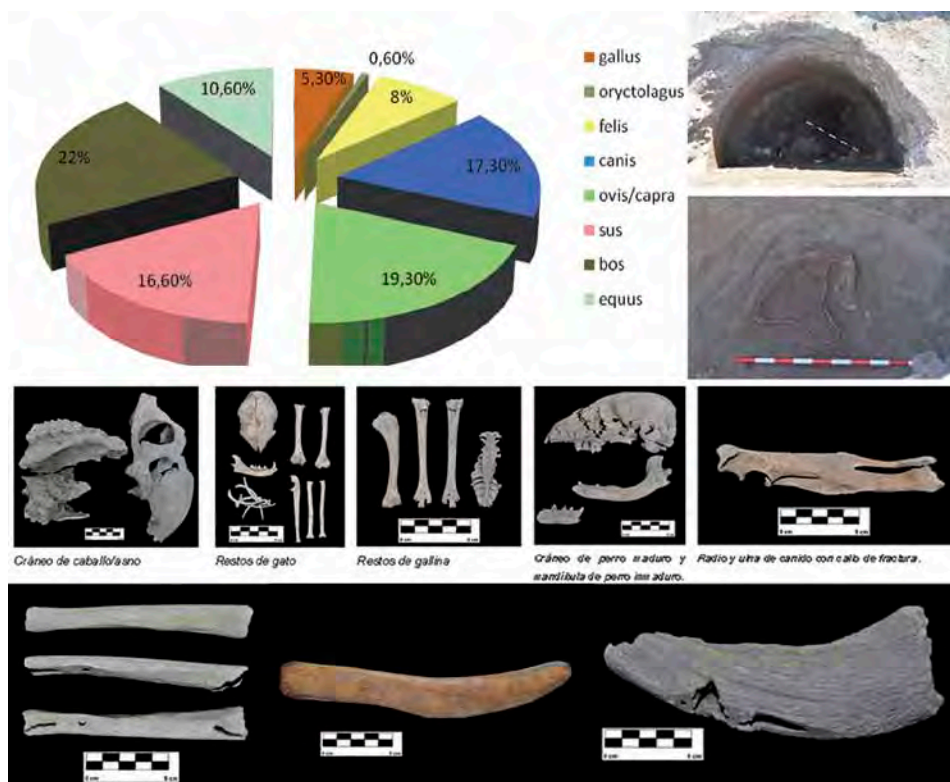 0,60%
10,60%
5,30%
8%
22%
17,30%
16,60%
19,30%
gallus
oryctolagus
felis
canis
ovis/capra
sus
bos
equus
Cráneo de caballo/asno
Restos de gato
Restos de gallina
Cráneo de perro maduro y
mandíbula de perro inmaduro.
Radio y ulna de canido con callo de fractura.